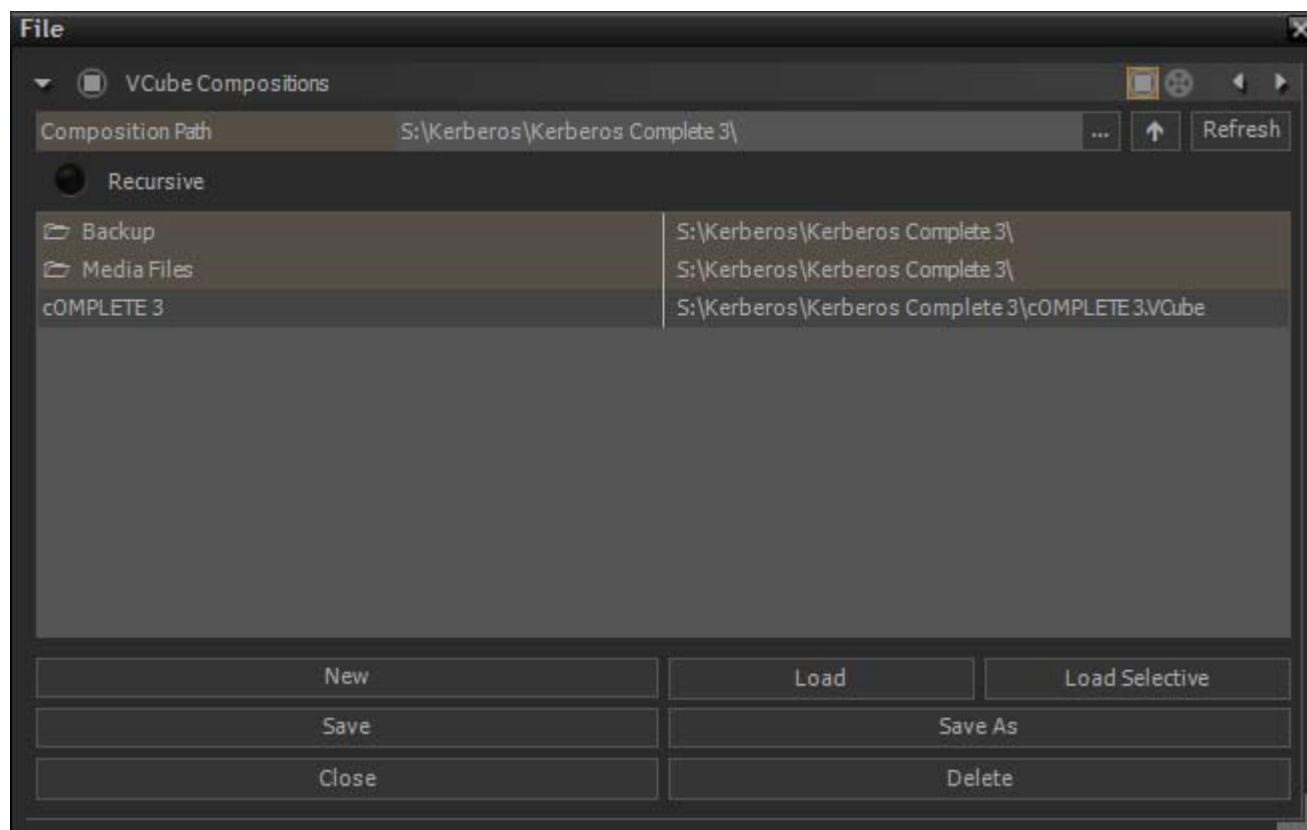 File
VCube Compositions
Composition Path S:\Kerberos\Kerberos Complete 3\ ... Refresh
Recursive
Backup S:\Kerberos\Kerberos Complete 3\
Media Files S:\Kerberos\Kerberos Complete 3\
cOMPLETE 3 S:\Kerberos\Kerberos Complete 3\cOMPLETE 3.VCube
New Load Load Selective
Save Save As
Close Delete